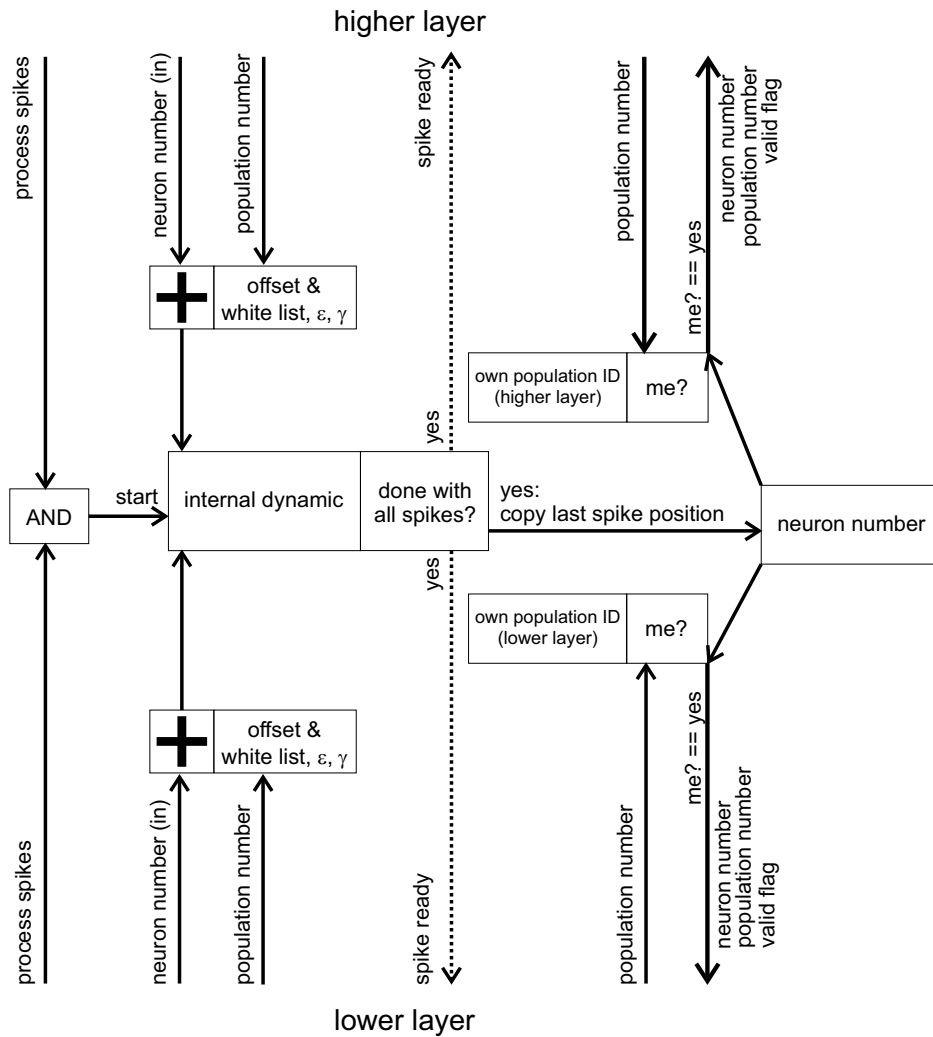 higher layer
process spikes
neuron number (in)
population number
spike ready
population number
neuron number
population number
valid flag
me? == yes
offset &
white list, ε, γ
own population ID
(higher layer)
me?
yes
AND
start
internal dynamic
done with
all spikes?
yes:
copy last spike position
neuron number
yes
own population ID
(lower layer)
me?
offset &
white list, ε, γ
me? == yes
process spikes
neuron number (in)
population number
spike ready
population number
neuron number
population number
valid flag
lower layer